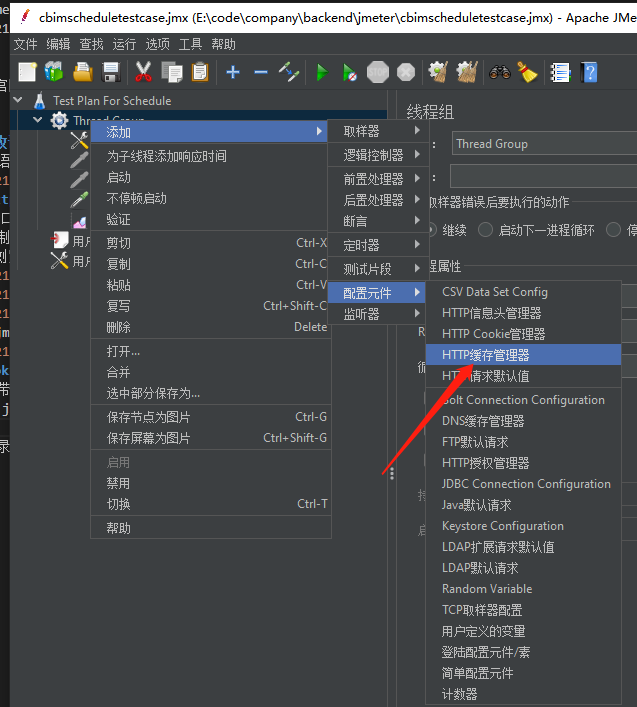 cbimscheduletestcase.jmx (E:\code\company\backend\jmeter\cbimscheduletestcase.jmx) - Apache JMe
文件 编辑 查找 运行 选项 工具 帮助
Test Plan For Schedule
线程组
添加
为子线程添加响应时间
启动
不停顿启动
验证
剪切 Ctrl-X
复制 Ctrl-C
粘贴 Ctrl-V
复写 Ctrl+Shift-C
删除 Delete
打开...
合并
选中部分保存为...
保存节点为图片 Ctrl-G
保存屏幕为图片 Ctrl+Shift-G
启用
禁用
切换 Ctrl-T
帮助
取样器
逻辑控制器
前置处理器
后置处理器
断言
定时器
测试片段
配置元件
监听器
Thread Group
取样器错误后要执行的动作
继续 启动下一进程循环 停
程属性
CSV Data Set Config
HTTP信息头管理器
HTTP Cookie管理器
HTTP缓存管理器
HTTP请求默认值
Bolt Connection Configuration
DNS缓存管理器
FTP默认请求
HTTP授权管理器
JDBC Connection Configuration
Java默认请求
Keystore Configuration
LDAP扩展请求默认值
LDAP默认请求
Random Variable
TCP取样器配置
用户定义的变量
登陆配置元件/素
简单配置元件
计数器
用户
用户